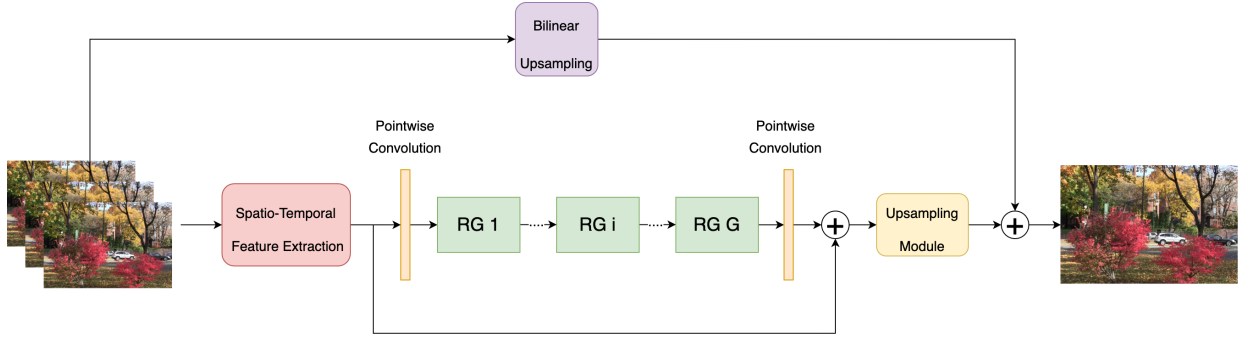 Bilinear
Upsampling
Pointwise
Convolution
Pointwise
Convolution
Spatio-Temporal
Feature Extraction
RG 1
RG i
RG G
+
Upsampling
Module
+